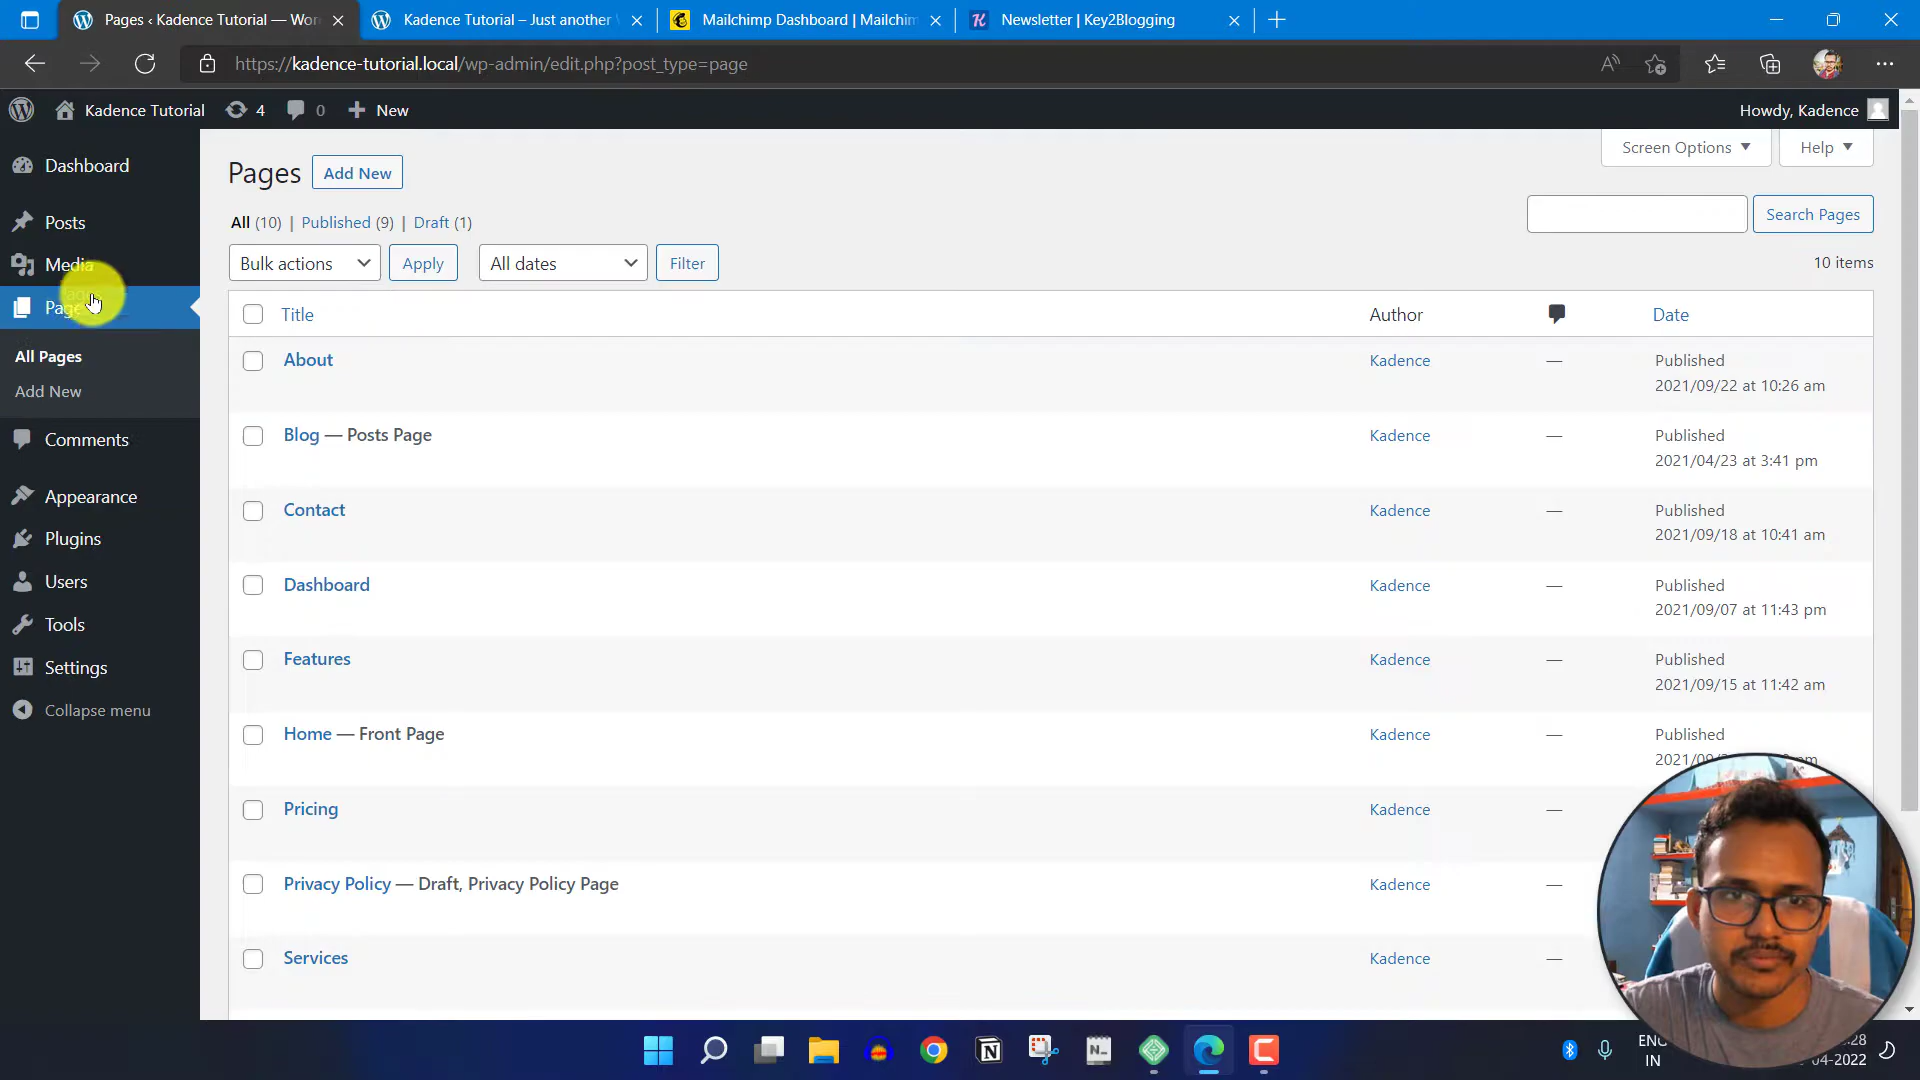 Pages ‹ Kadence Tutorial — Wor
Kadence Tutorial – Just another
Mailchimp Dashboard | Mailchim
Newsletter | Key2Blogging
https://kadence-tutorial.local/wp-admin/edit.php?post_type=page
Kadence Tutorial
4
0
New
Howdy, Kadence
Dashboard
Posts
Media
All Pages
Add New
Comments
Appearance
Plugins
Users
Tools
Settings
Collapse menu
Pages
Add New
Screen Options
Help
All (10) | Published (9) | Draft (1)
Search Pages
Bulk actions
Apply
All dates
Filter
10 items
Title
Author
Date
About
Kadence
—
Published
2021/09/22 at 10:26 am
Blog — Posts Page
Kadence
—
Published
2021/04/23 at 3:41 pm
Contact
Kadence
—
Published
2021/09/18 at 10:41 am
Dashboard
Kadence
—
Published
2021/09/07 at 11:43 pm
Features
Kadence
—
Published
2021/09/15 at 11:42 am
Home — Front Page
Kadence
—
Published
Pricing
Kadence
—
Privacy Policy — Draft, Privacy Policy Page
Kadence
—
Services
Kadence
—
IN